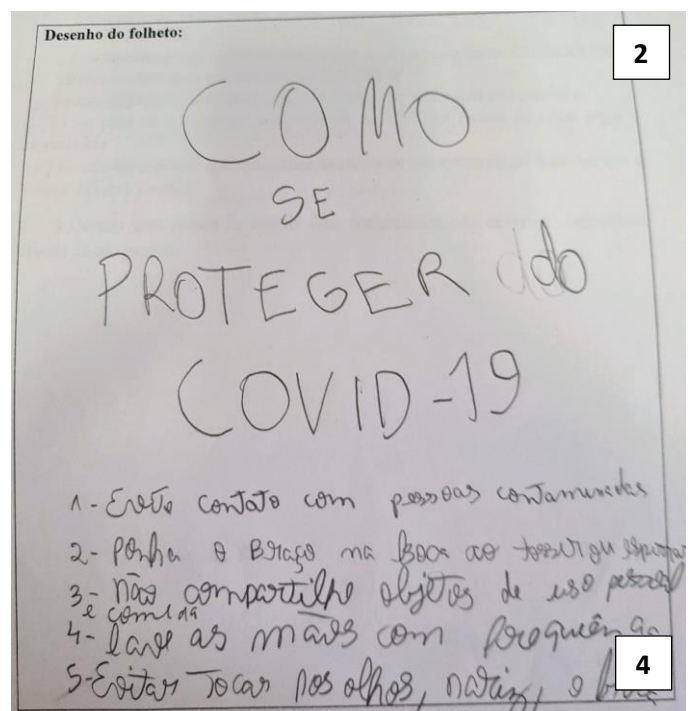 Desenho do folheto:
2
COMO
SE
PROTEGER do
COVID-19
1- Evite contato com pessoas contaminadas
2- Ponha o Braço na Boca ao tossir ou espirrar
3- não compartilhe objetos de uso pessoal
e comida
4- lave as mãos com frequência
5- Evitar Tocar nos olhos, nariz, e boca
4